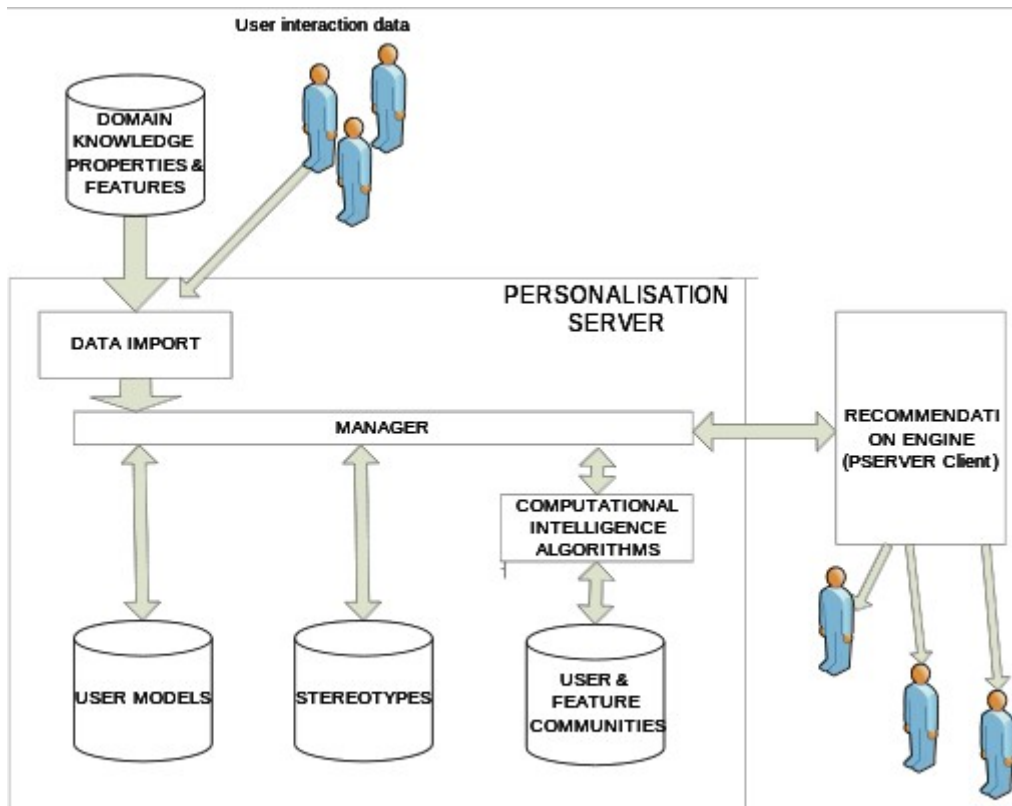 User interaction data
DOMAIN
KNOWLEDGE
PROPERTIES &
FEATURES
PERSONALISATION
SERVER
DATA IMPORT
MANAGER
RECOMMENDATI
ON ENGINE
(PSERVER Client)
COMPUTATIONAL
INTELLIGENCE
ALGORITHMS
USER MODELS
STEREOTYPES
USER &
FEATURE
COMMUNITIES